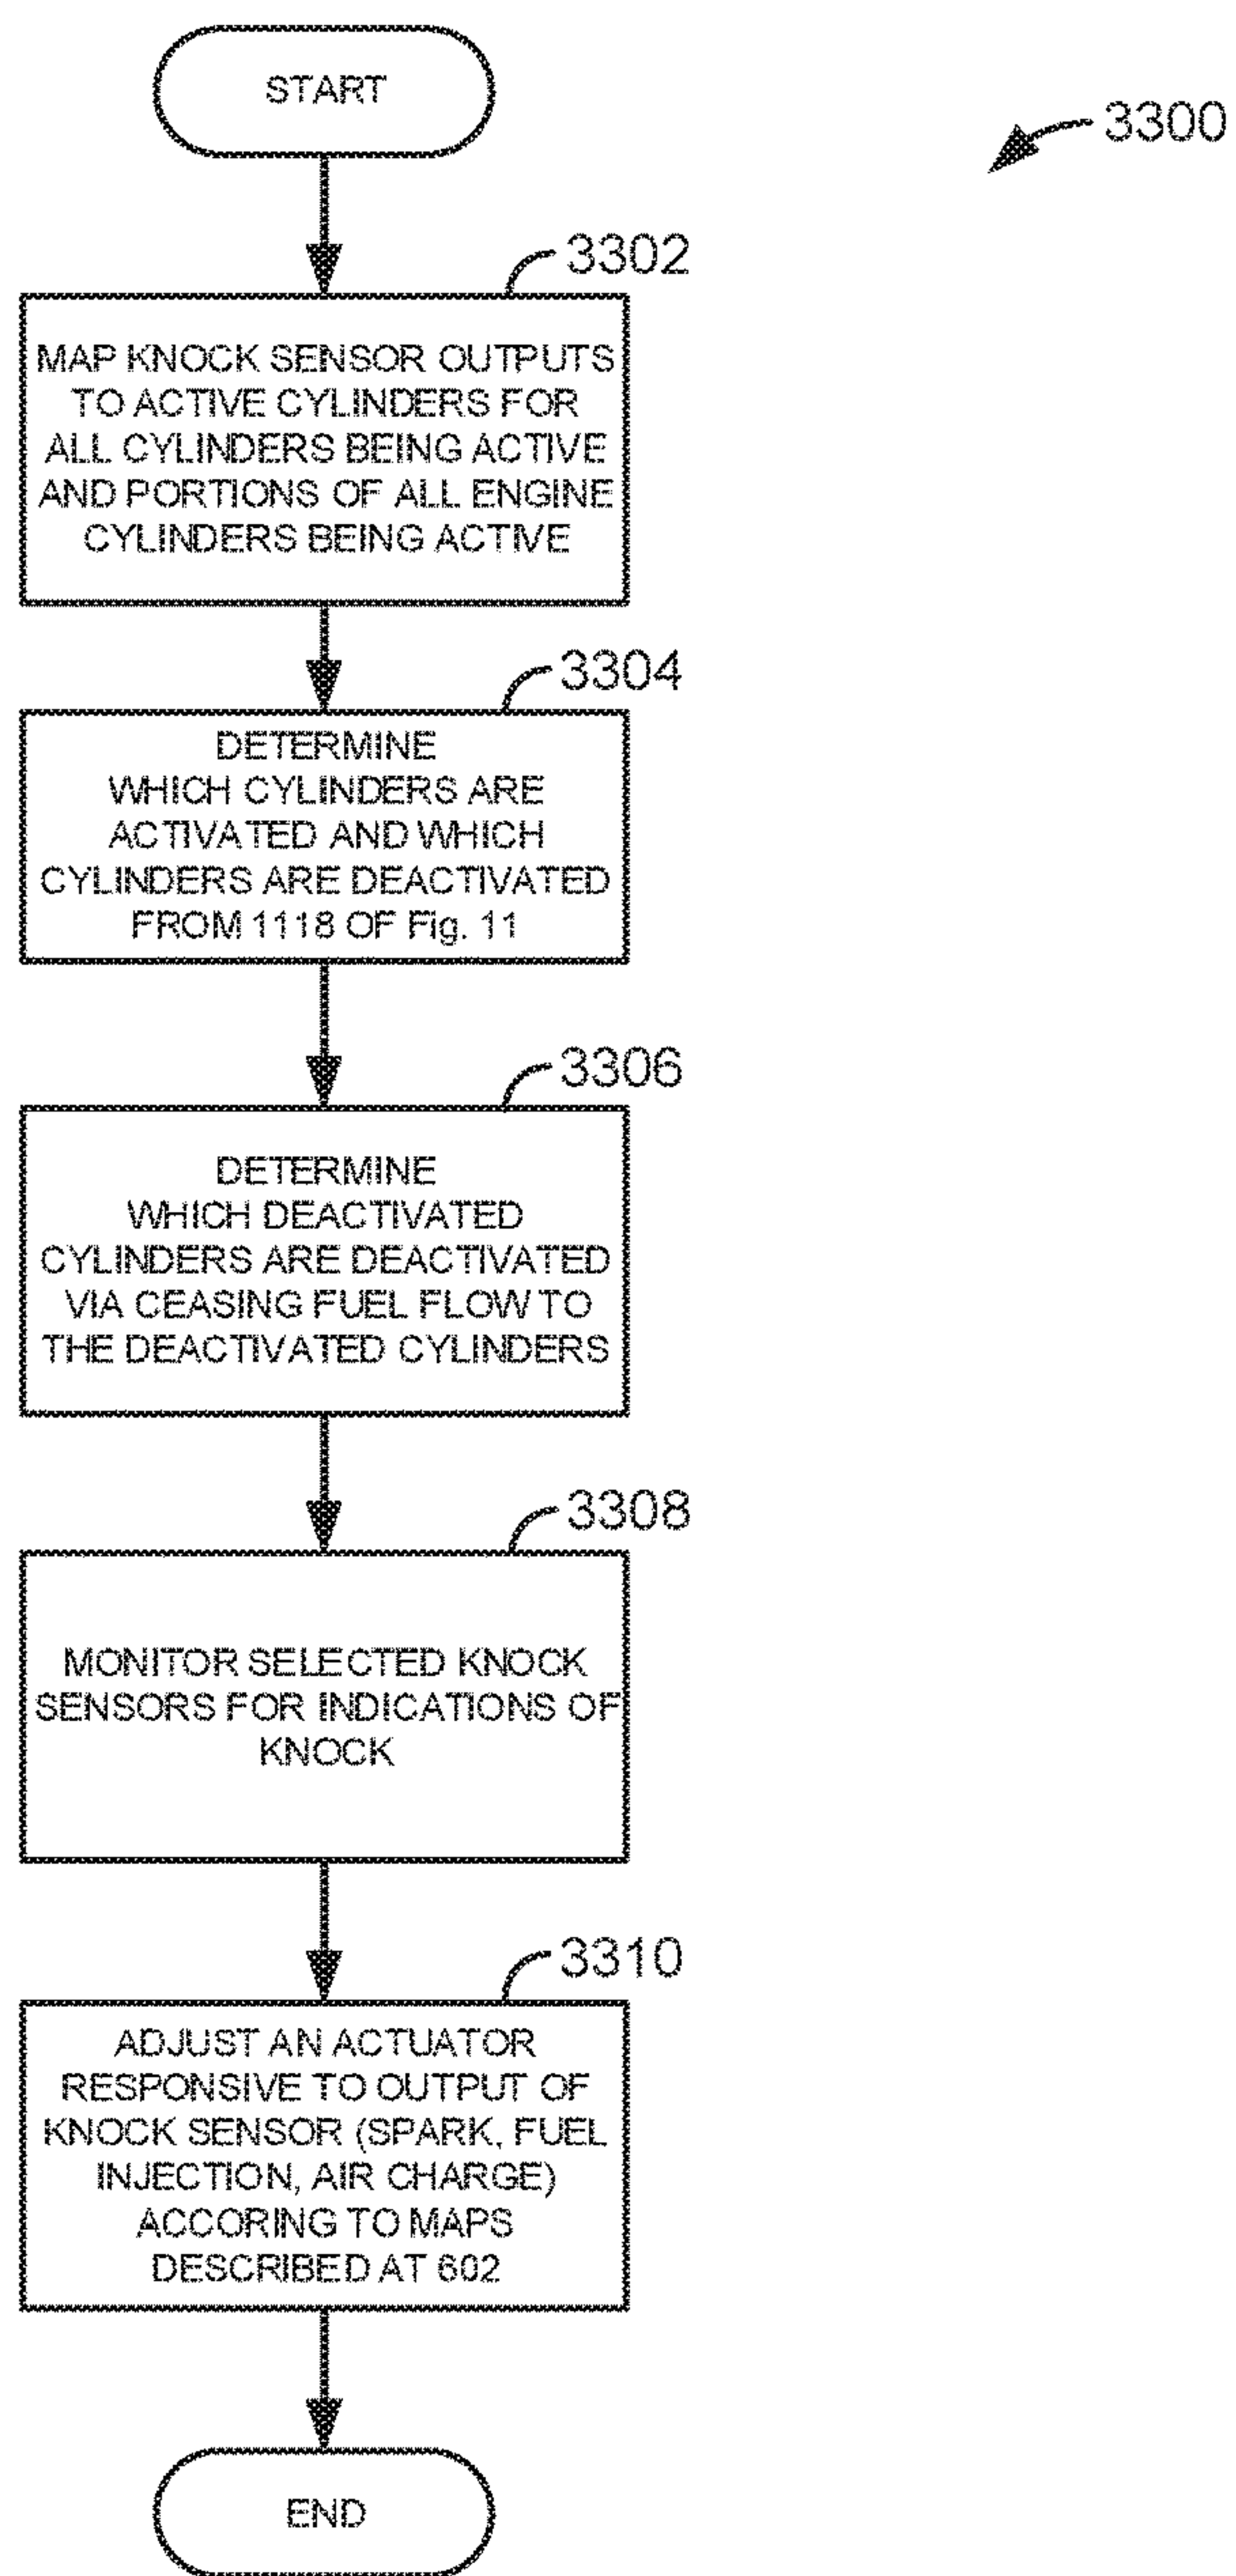 START
3300
3302
MAP KNOCK SENSOR OUTPUTS
TO ACTIVE CYLINDERS FOR
ALL CYLINDERS BEING ACTIVE
AND PORTIONS OF ALL ENGINE
CYLINDERS BEING ACTIVE
3304
DETERMINE
WHICH CYLINDERS ARE
ACTIVATED AND WHICH
CYLINDERS ARE DEACTIVATED
FROM 1118 OF Fig. 11
3306
DETERMINE
WHICH DEACTIVATED
CYLINDERS ARE DEACTIVATED
VIA CEASING FUEL FLOW TO
THE DEACTIVATED CYLINDERS
3308
MONITOR SELECTED KNOCK
SENSORS FOR INDICATIONS OF
KNOCK
3310
ADJUST AN ACTUATOR
RESPONSIVE TO OUTPUT OF
KNOCK SENSOR (SPARK, FUEL
INJECTION, AIR CHARGE)
ACCORING TO MAPS
DESCRIBED AT 602
END